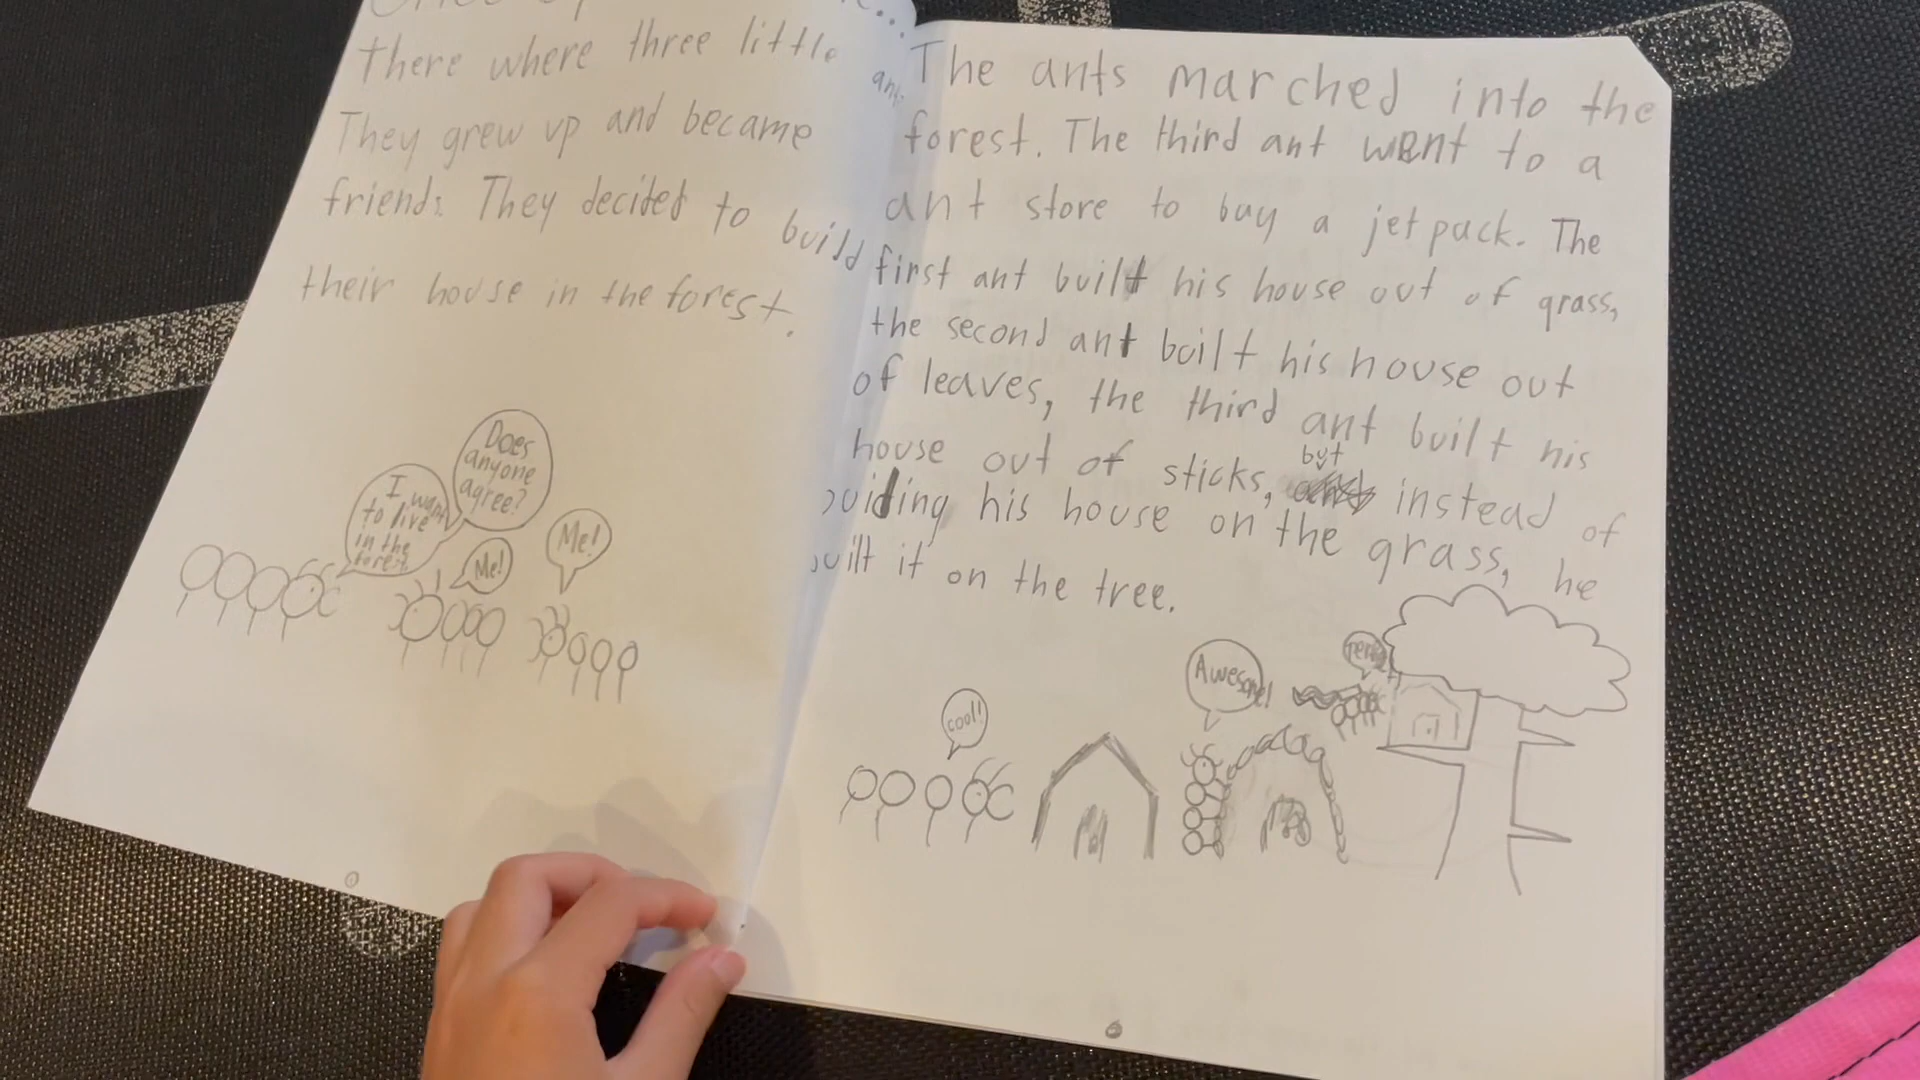 there where three little
ants
They grew up and became
friends. They decided to build
their house in the forest.
Does
anyone
agree?
I want
to live
in the
forest.
Me!
Me!
The ants marched into the
forest. The third ant went to a
ant store to buy a jetpack. The
first ant built his house out of grass,
the second ant built his house out
of leaves, the third ant built his
house out of sticks, but instead of
buiding his house on the grass, he
built it on the tree.
cool!
Awesome!